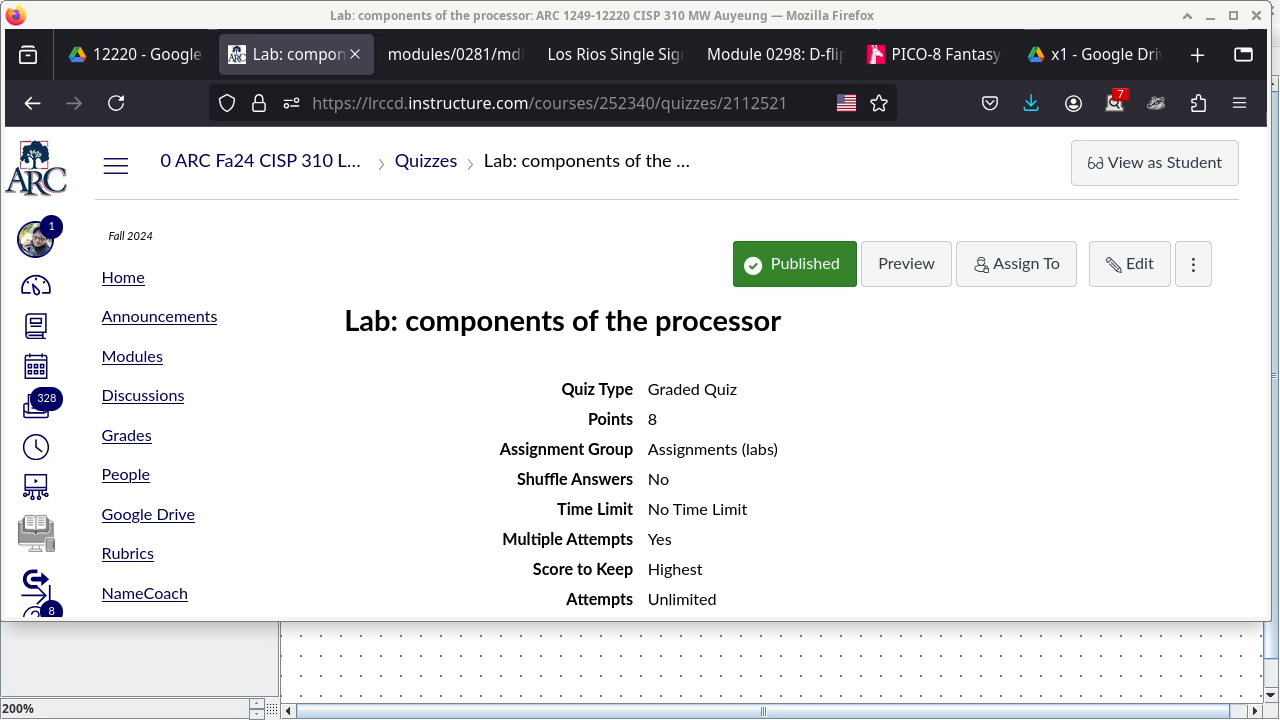 Lab: components of the processor: ARC 1249-12220 CISP 310 MW Auyeung — Mozilla Firefox
12220 - Google
Lab: compon
modules/0281/md
Los Rios Single Sig
Module 0298: D-flip
PICO-8 Fantasy
x1 - Google Driv
https://lrccd.instructure.com/courses/252340/quizzes/2112521
7
ARC
0 ARC Fa24 CISP 310 L...
Quizzes
Lab: components of the ...
View as Student
1
Fall 2024
Published
Preview
Assign To
Edit
Home
Announcements
Modules
Discussions
Grades
People
Google Drive
Rubrics
NameCoach
328
8
Lab: components of the processor
Quiz Type Graded Quiz
Points 8
Assignment Group Assignments (labs)
Shuffle Answers No
Time Limit No Time Limit
Multiple Attempts Yes
Score to Keep Highest
Attempts Unlimited
200%